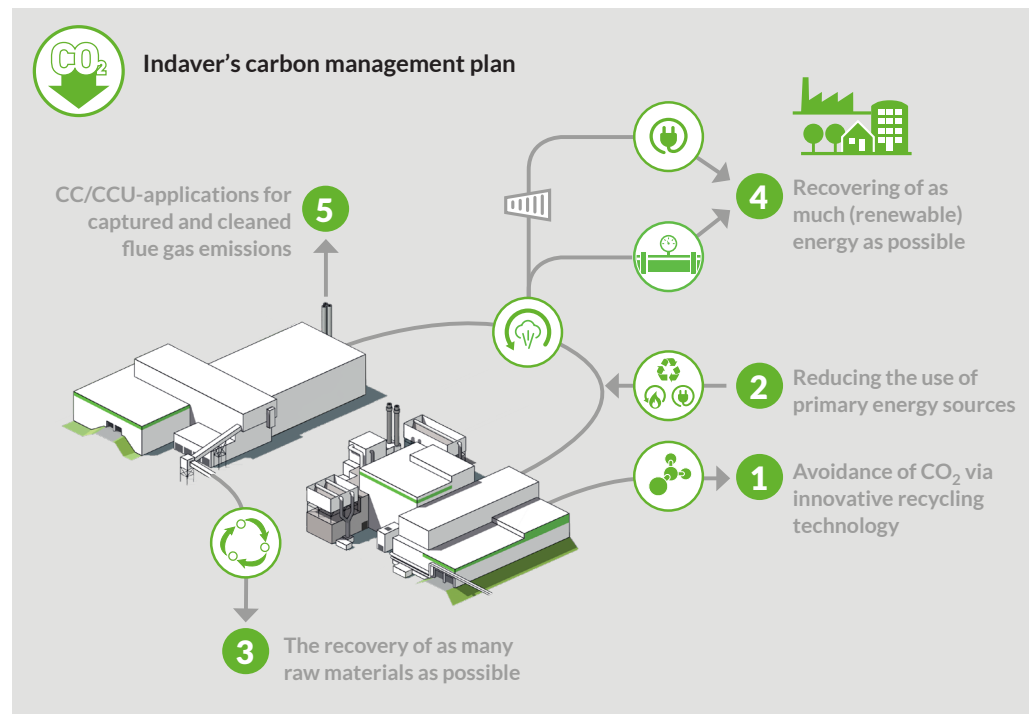 CO₂
Indaver's carbon management plan
CC/CCU-applications for
captured and cleaned
flue gas emissions
5
4
Recovering of as
much (renewable)
energy as possible
2
Reducing the use of
primary energy sources
1
Avoidance of CO₂ via
innovative recycling
technology
3
The recovery of as many
raw materials as possible